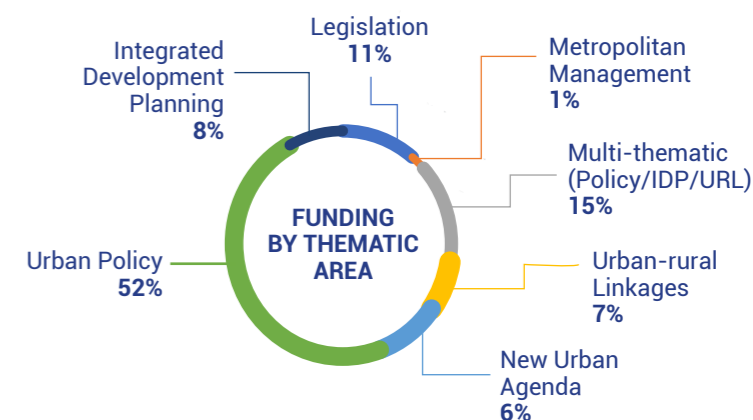 Legislation
11%
Integrated
Development
Planning
8%
Metropolitan
Management
1%
Multi-thematic
(Policy/IDP/URL)
15%
FUNDING
BY THEMATIC
AREA
Urban Policy
52%
Urban-rural
Linkages
7%
New Urban
Agenda
6%